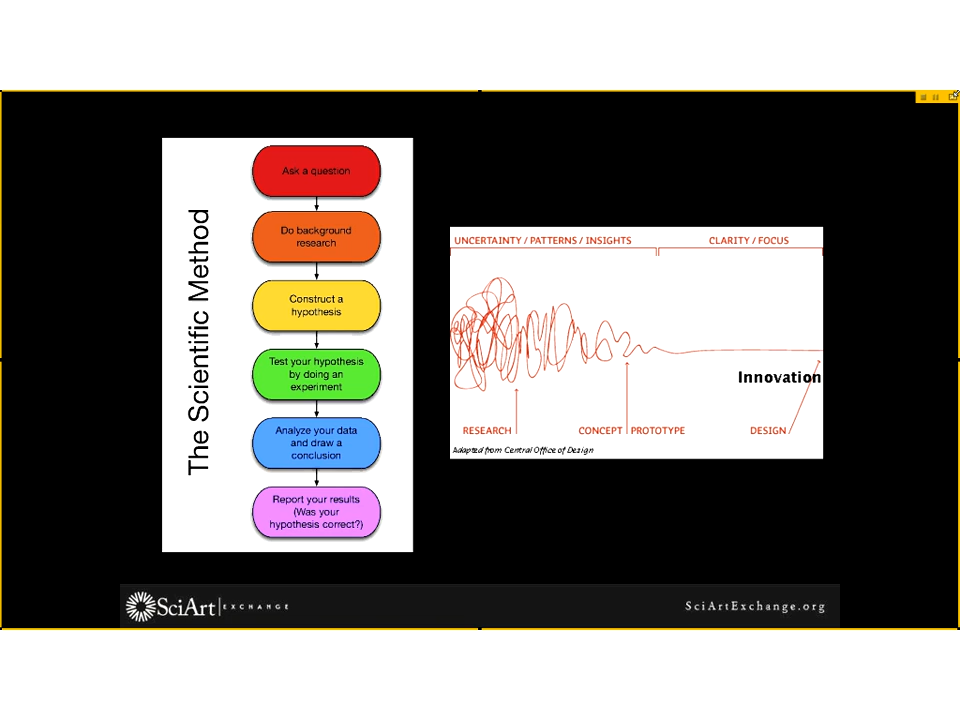 The Scientific Method
Ask a question
Do background
research
Construct a
hypothesis
Test your hypothesis
by doing an
experiment
Analyze your data
and draw a
conclusion
Report your results
(Was your
hypothesis correct?)
UNCERTAINTY / PATTERNS / INSIGHTS
CLARITY / FOCUS
Innovation
RESEARCH
CONCEPT
PROTOTYPE
DESIGN
Adapted from Central Office of Design
SciArt EXCHANGE
SciArtExchange.org